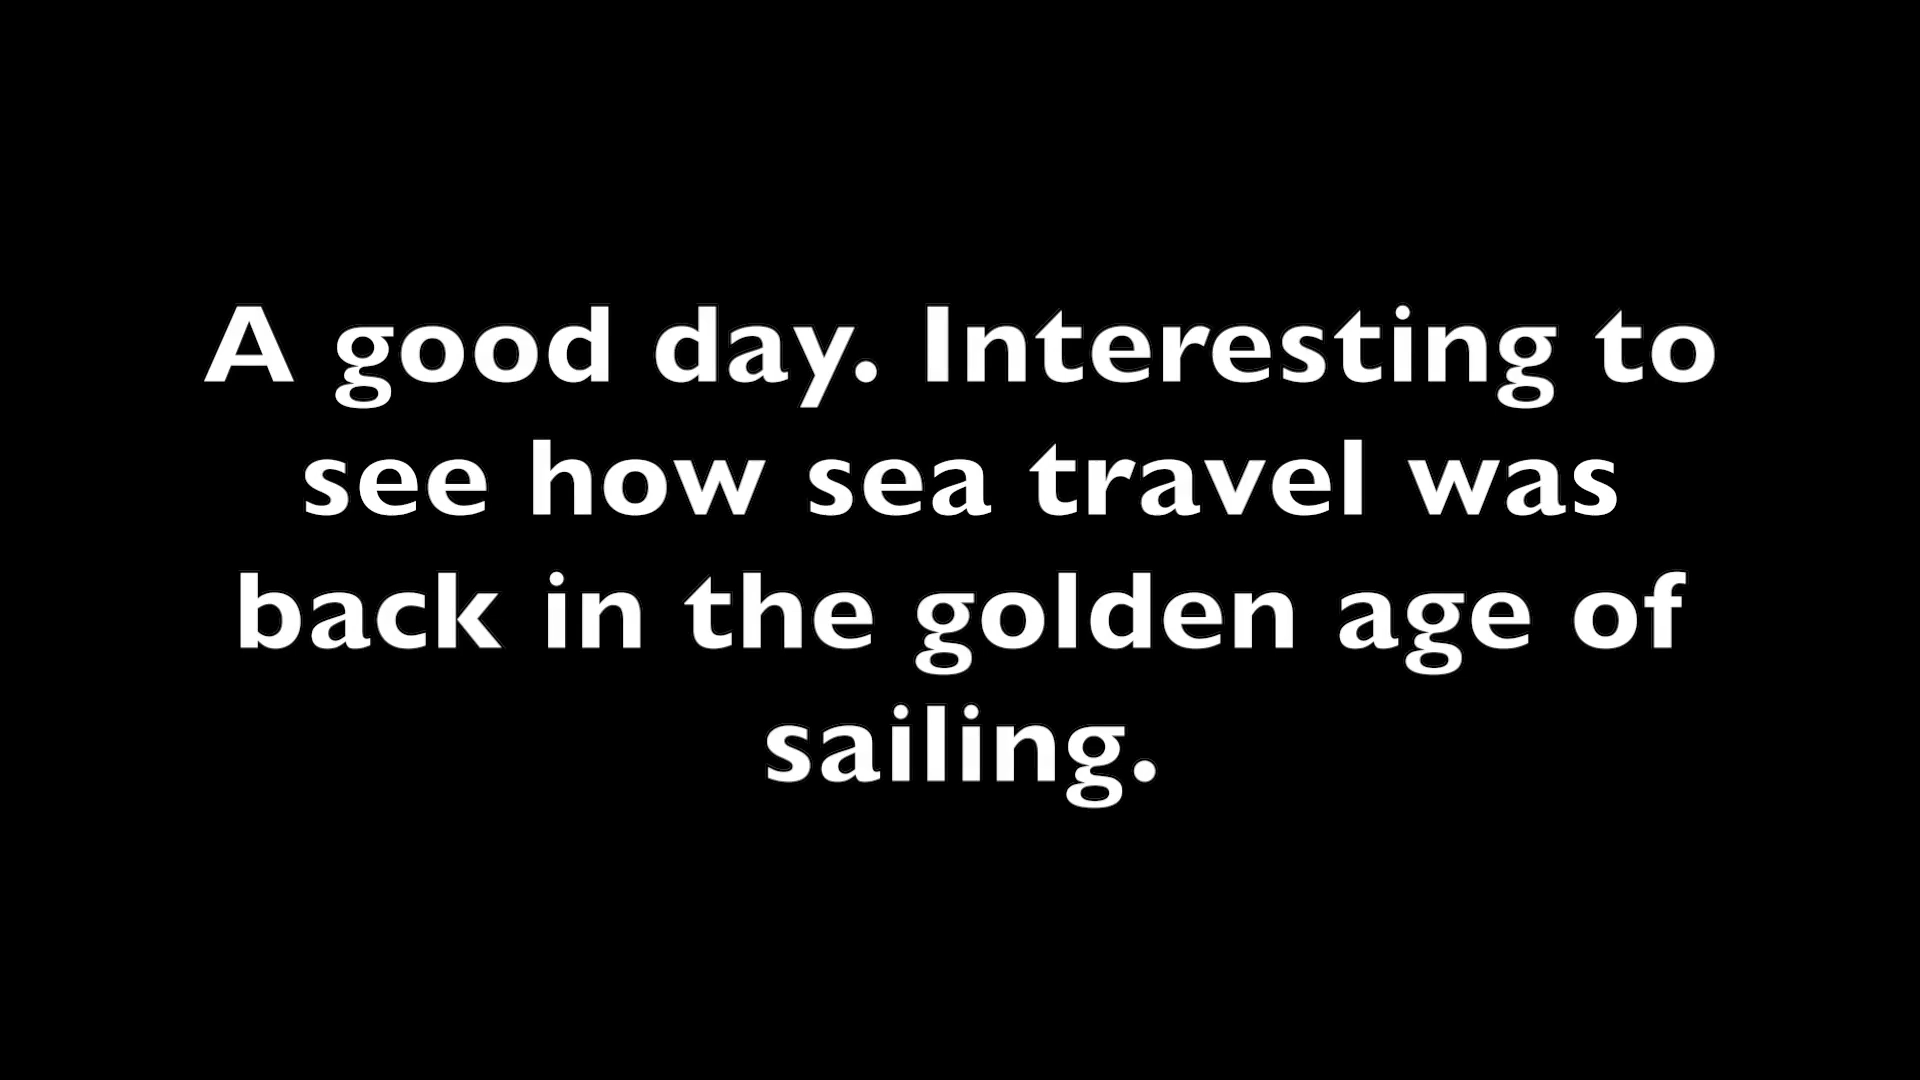 A good day. Interesting to
see how sea travel was
back in the golden age of
sailing.